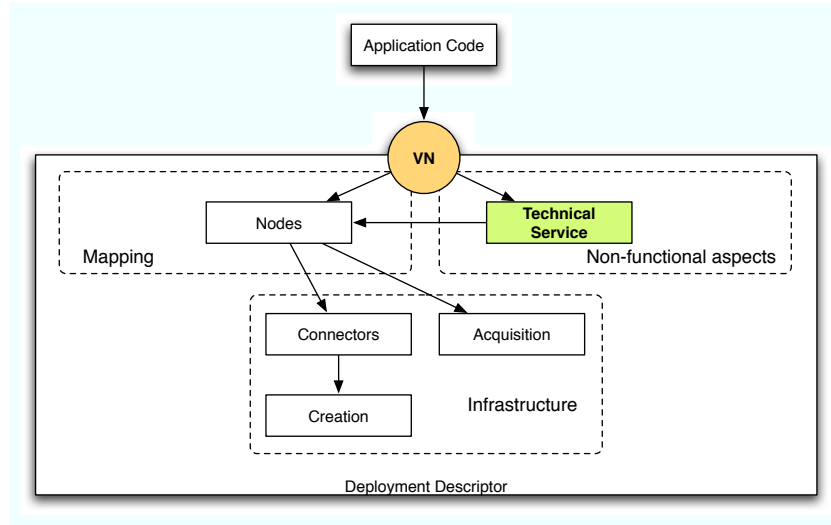 Application Code
VN
Nodes
Technical
Service
Mapping
Non-functional aspects
Connectors
Acquisition
Creation
Infrastructure
Deployment Descriptor